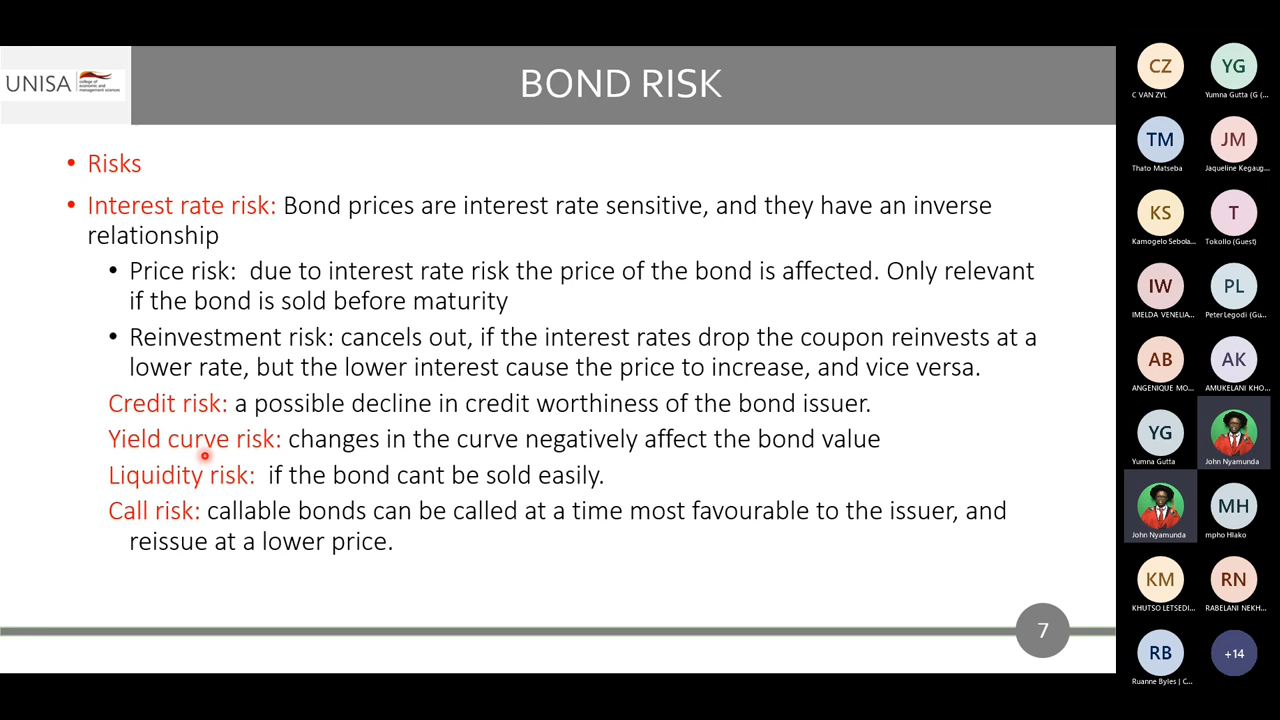 UNISA
college of
economic and
management sciences
BOND RISK
• Risks
• Interest rate risk: Bond prices are interest rate sensitive, and they have an inverse
relationship
• Price risk: due to interest rate risk the price of the bond is affected. Only relevant
if the bond is sold before maturity
• Reinvestment risk: cancels out, if the interest rates drop the coupon reinvests at a
lower rate, but the lower interest cause the price to increase, and vice versa.
Credit risk: a possible decline in credit worthiness of the bond issuer.
Yield curve risk: changes in the curve negatively affect the bond value
Liquidity risk: if the bond cant be sold easily.
Call risk: callable bonds can be called at a time most favourable to the issuer, and
reissue at a lower price.
7
CZ
C VAN ZYL
YG
Yumna Gutta (G (...
TM
Thato Matseba
JM
Jaqueline Kegaug...
KS
Kamogelo Sebola...
T
Tokollo (Guest)
IW
IMELDA VENELIA...
PL
Peter Legodi (Gu...
AB
ANGENIQUE MO...
AK
AMUKELANI KHO...
YG
Yumna Gutta
John Nyamunda
John Nyamunda
MH
mpho Hlako
KM
KHUTSO LETSEDI...
RN
RABELANI NEKH...
RB
Ruanne Byles | C...
+14